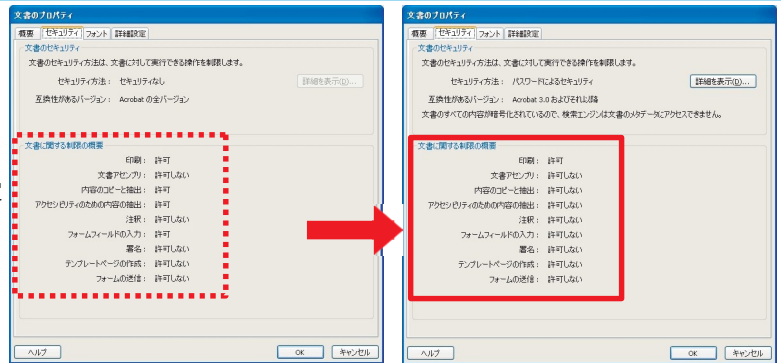 文書のプロパティ
概要 セキュリティ フォント 詳細設定
文書のセキュリティ
文書のセキュリティ方法は、文書に対して実行できる操作を制限します。
セキュリティ方法： セキュリティなし
詳細を表示(D)...
互換性があるバージョン： Acrobat の全バージョン
文書に関する制限の概要
印刷： 許可
文書アセンブリ： 許可しない
内容のコピーと抽出： 許可
アクセシビリティのための内容の抽出： 許可
注釈： 許可しない
フォームフィールドの入力： 許可
署名： 許可しない
テンプレートページの作成： 許可しない
フォームの送信： 許可しない
ヘルプ OK キャンセル
文書のプロパティ
概要 セキュリティ フォント 詳細設定
文書のセキュリティ
文書のセキュリティ方法は、文書に対して実行できる操作を制限します。
セキュリティ方法： パスワードによるセキュリティ
詳細を表示(D)...
互換性があるバージョン： Acrobat 3.0 およびそれ以降
文書のすべての内容が暗号化されているので、検索エンジンは文書のメタデータにアクセスできません。
文書に関する制限の概要
印刷： 許可
文書アセンブリ： 許可しない
内容のコピーと抽出： 許可しない
アクセシビリティのための内容の抽出： 許可しない
注釈： 許可しない
フォームフィールドの入力： 許可しない
署名： 許可しない
テンプレートページの作成： 許可しない
フォームの送信： 許可しない
ヘルプ OK キャンセル